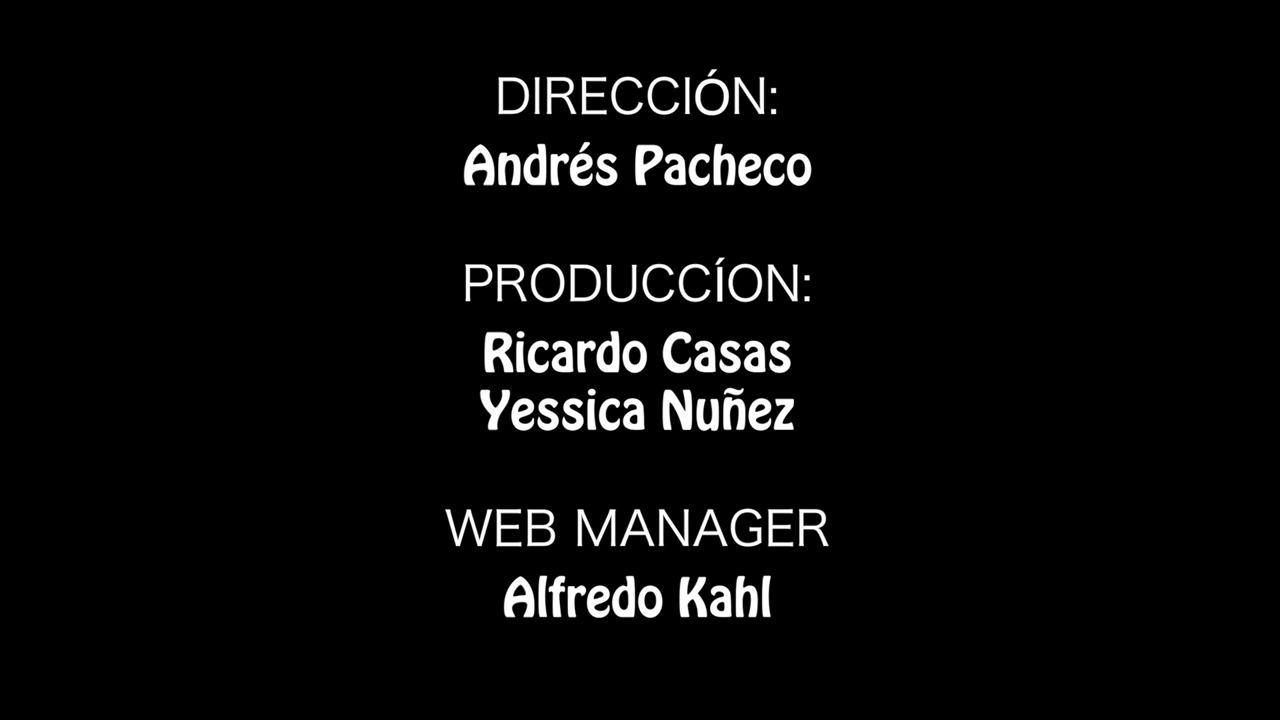 DIRECCIÓN:
Andrés Pacheco
PRODUCCÍON:
Ricardo Casas
Yessica Nuñez
WEB MANAGER
Alfredo Kahl